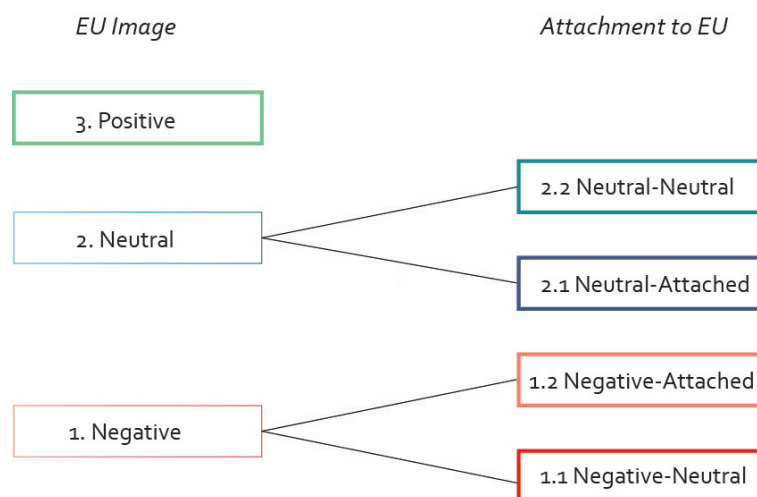 EU Image
Attachment to EU
3. Positive
2.2 Neutral-Neutral
2. Neutral
2.1 Neutral-Attached
1.2 Negative-Attached
1. Negative
1.1 Negative-Neutral